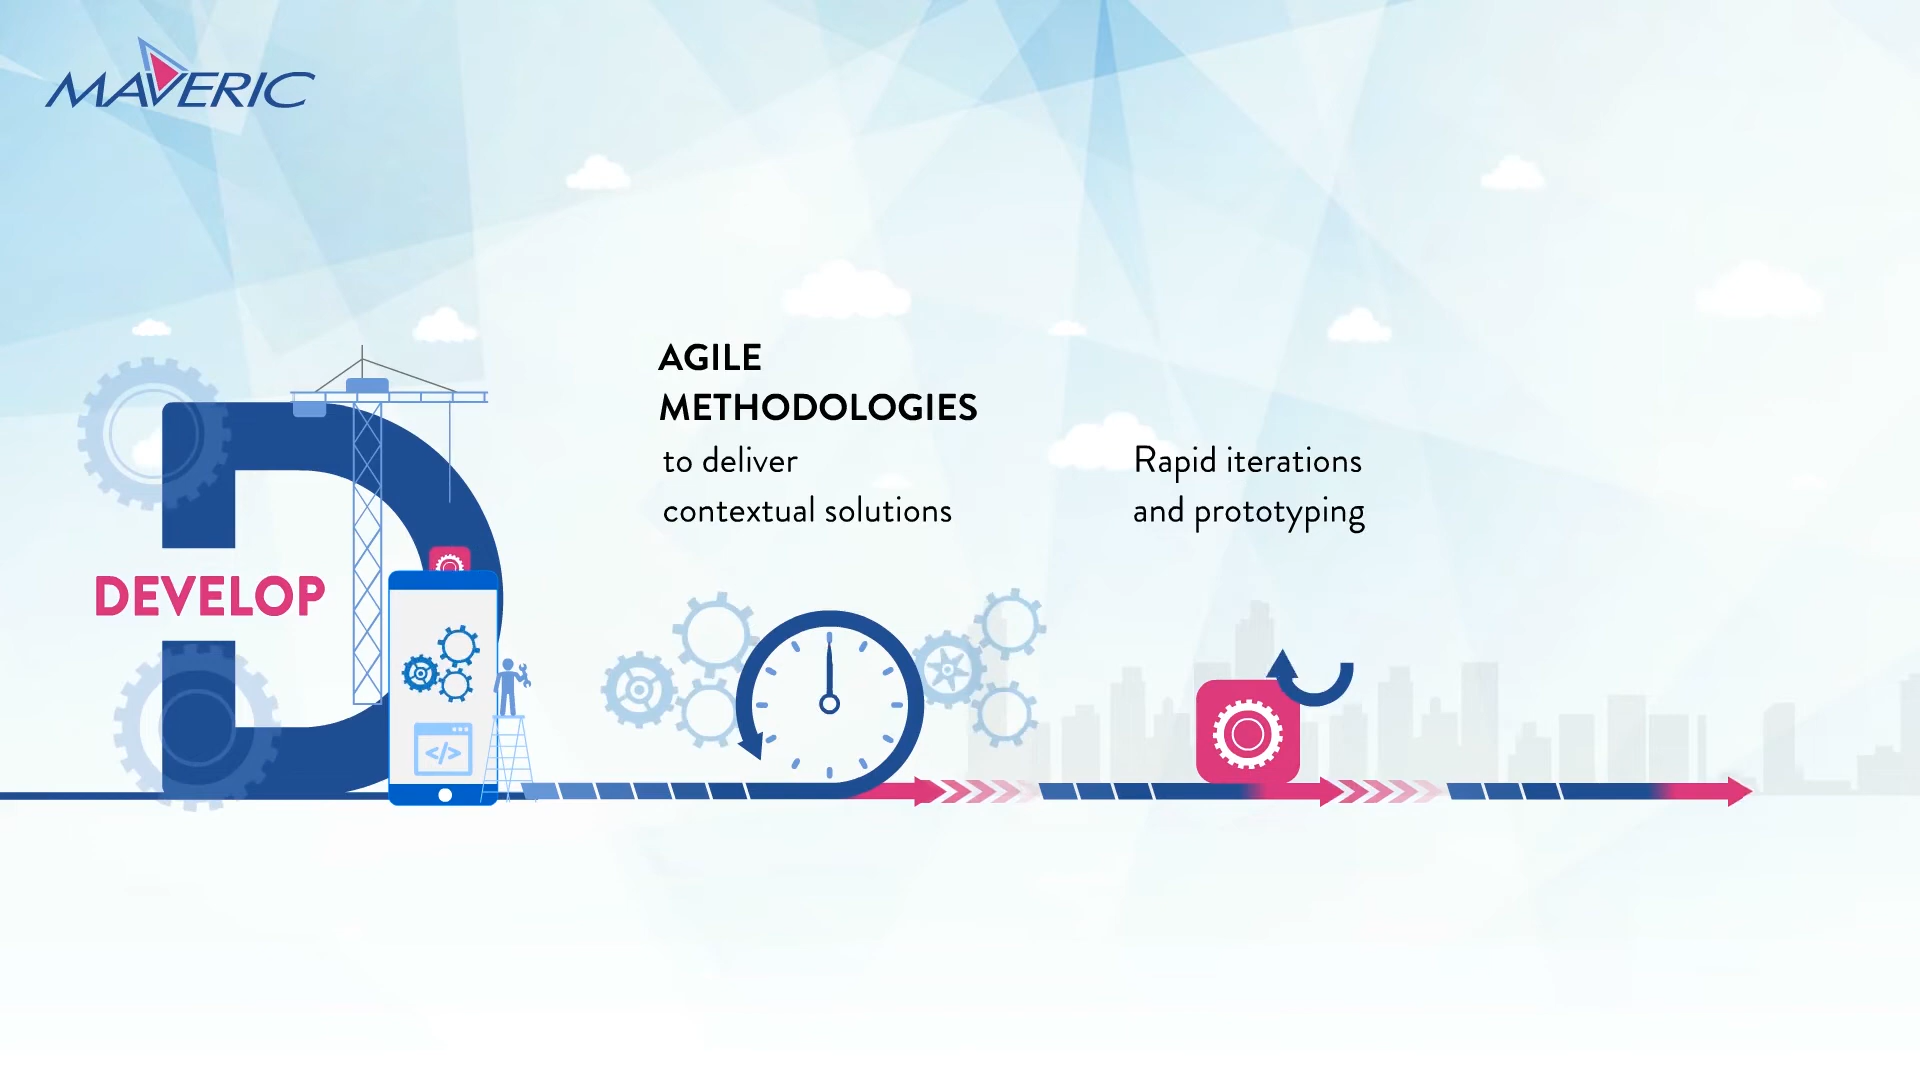 MAVERIC
AGILE
METHODOLOGIES
to deliver
contextual solutions
Rapid iterations
and prototyping
DEVELOP
</>